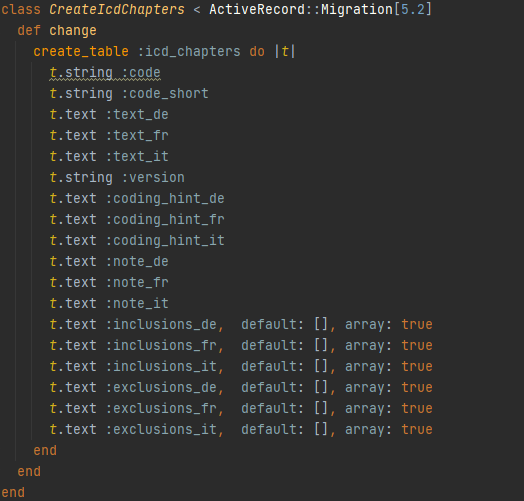 class CreateIcdChapters < ActiveRecord::Migration[5.2]
  def change
    create_table :icd_chapters do |t|
      t.string :code
      t.string :code_short
      t.text :text_de
      t.text :text_fr
      t.text :text_it
      t.string :version
      t.text :coding_hint_de
      t.text :coding_hint_fr
      t.text :coding_hint_it
      t.text :note_de
      t.text :note_fr
      t.text :note_it
      t.text :inclusions_de,  default: [], array: true
      t.text :inclusions_fr,  default: [], array: true
      t.text :inclusions_it,  default: [], array: true
      t.text :exclusions_de,  default: [], array: true
      t.text :exclusions_fr,  default: [], array: true
      t.text :exclusions_it,  default: [], array: true
    end
  end
end